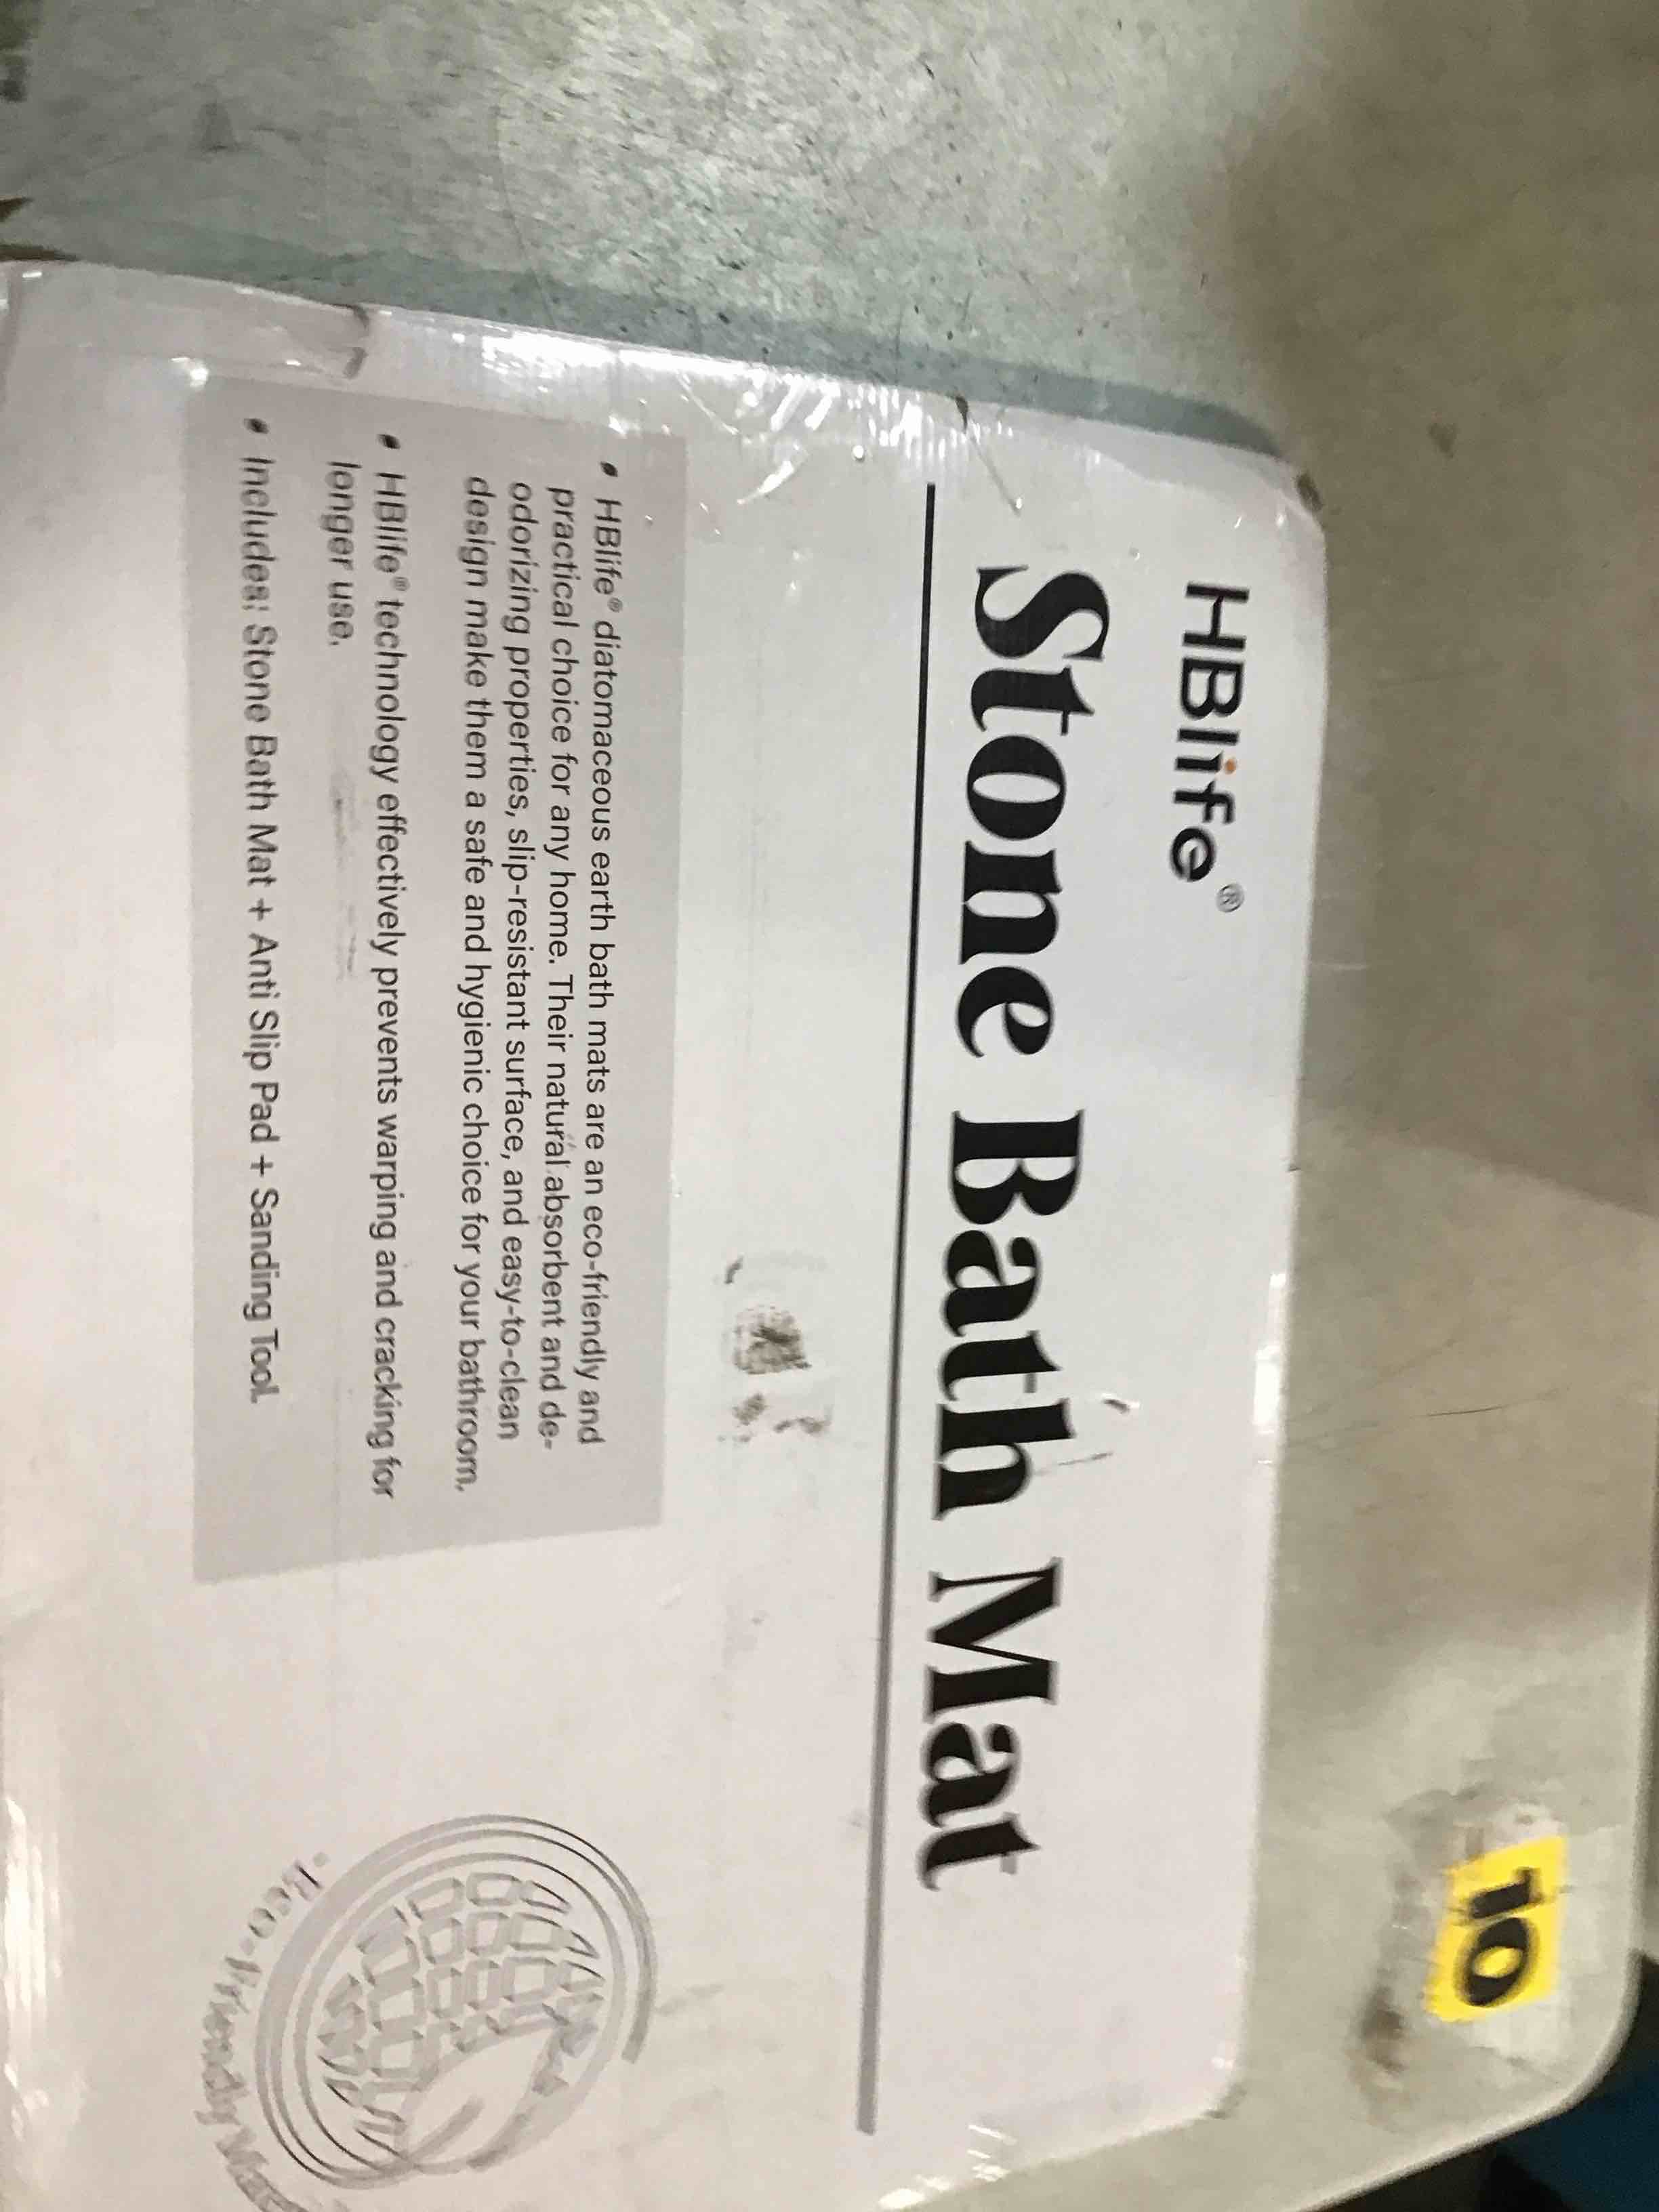 HBlife®
Stone Bath Mat
• HBlife® diatomaceous earth bath mats are an eco-friendly and
practical choice for any home. Their natural absorbent and de-
odorizing properties, slip-resistant surface, and easy-to-clean
design make them a safe and hygienic choice for your bathroom.
• HBlife® technology effectively prevents warping and cracking for
longer use.
• Includes: Stone Bath Mat + Anti Slip Pad + Sanding Tool.
Eco-Friendly
10